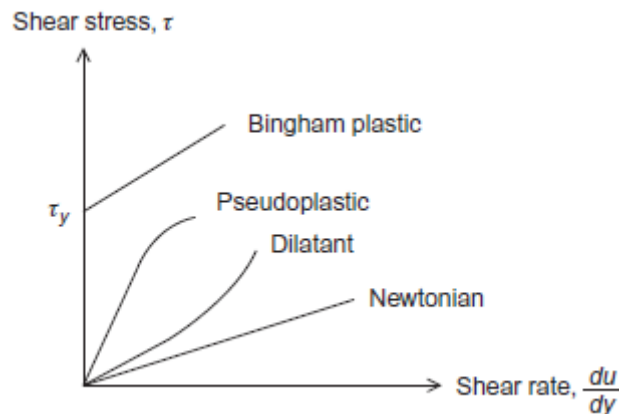 Shear stress, τ
Bingham plastic
τy
Pseudoplastic
Dilatant
Newtonian
Shear rate, du/dy